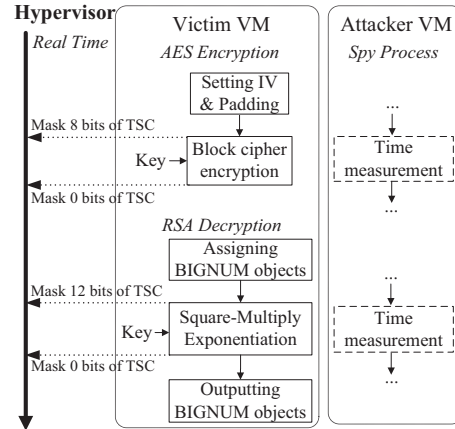 Hypervisor
Real Time
Victim VM
AES Encryption
Setting IV
& Padding
Mask 8 bits of TSC
Key
Block cipher
encryption
Mask 0 bits of TSC
RSA Decryption
Assigning
BIGNUM objects
Mask 12 bits of TSC
Key
Square-Multiply
Exponentiation
Mask 0 bits of TSC
Outputting
BIGNUM objects
Attacker VM
Spy Process
...
Time
measurement
...
...
Time
measurement
...